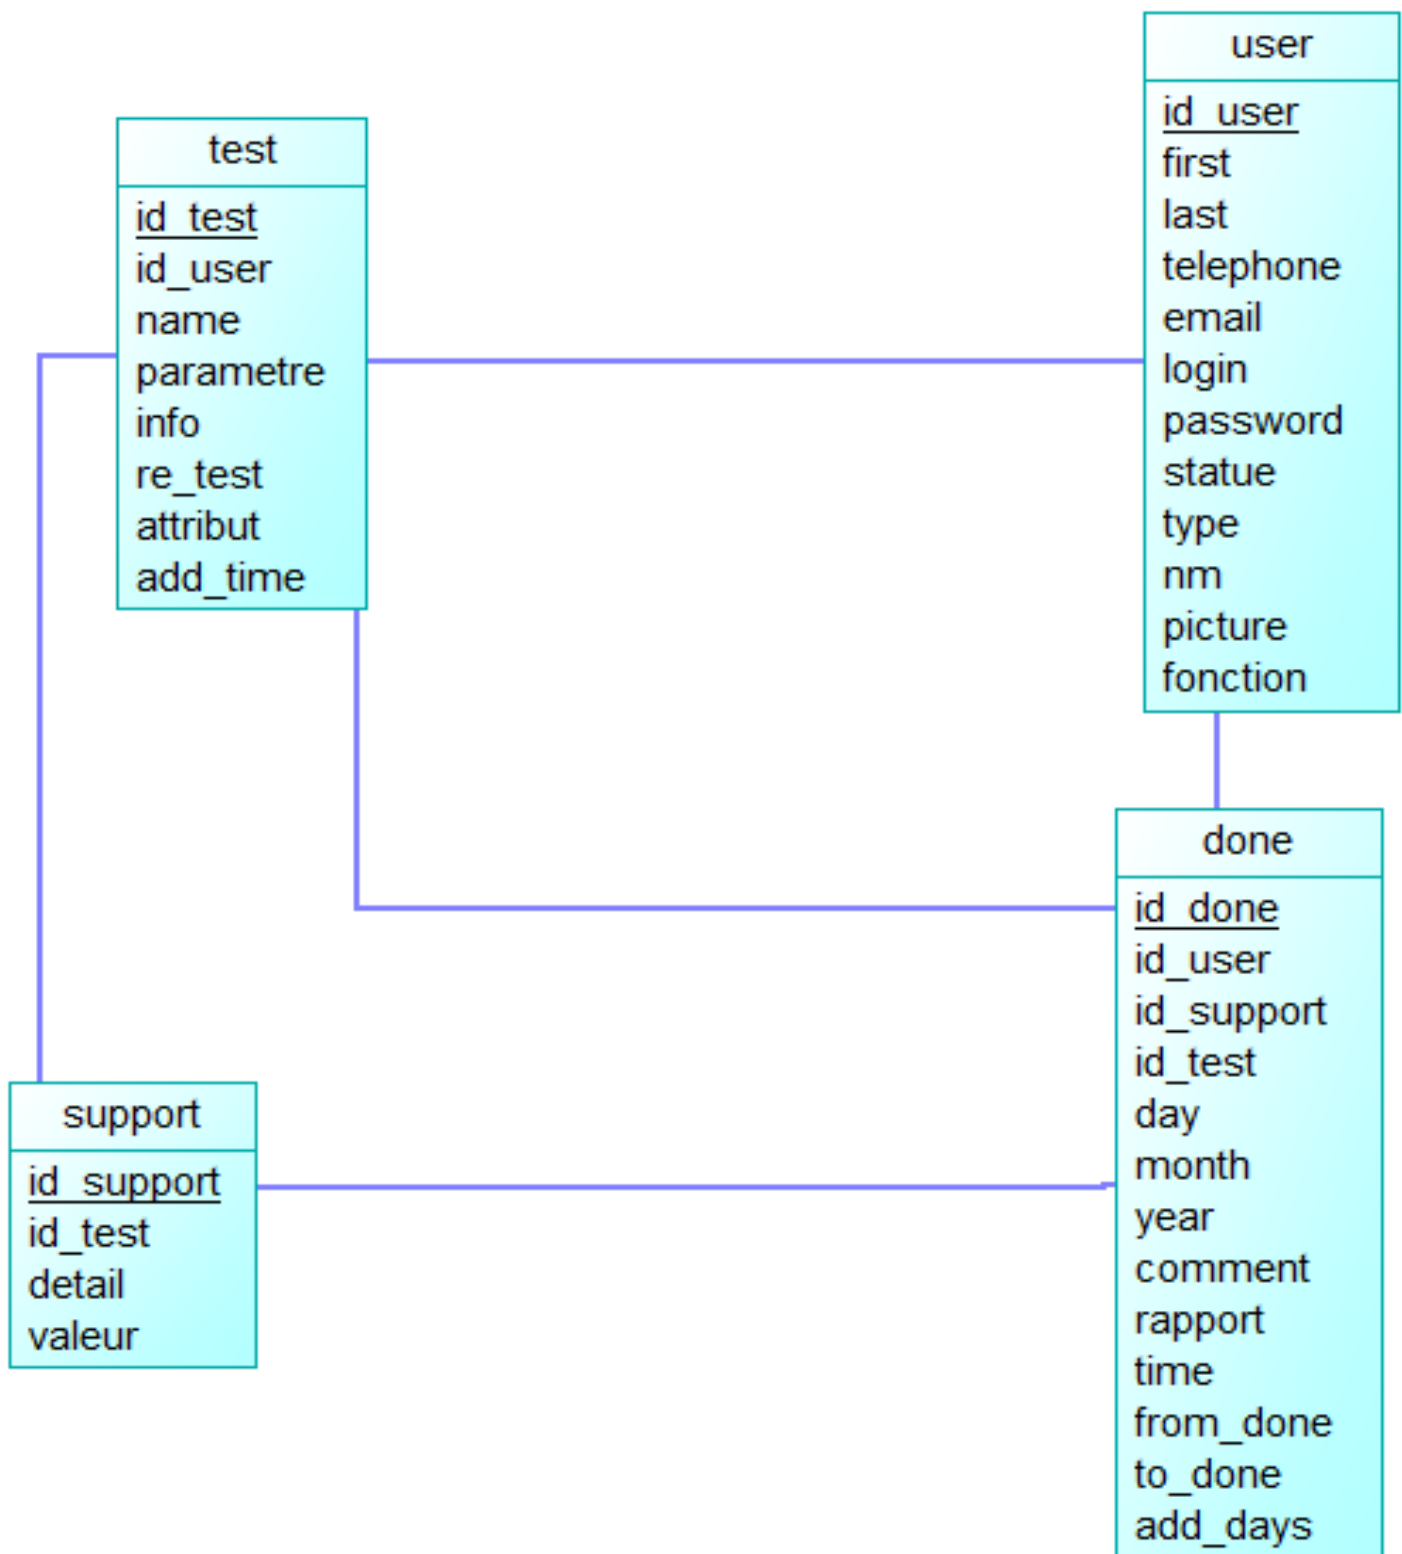 user
id_user
first
last
telephone
email
login
password
statue
type
nm
picture
fonction
test
id_test
id_user
name
parametre
info
re_test
attribut
add_time
done
id_done
id_user
id_support
id_test
day
month
year
comment
rapport
time
from_done
to_done
add_days
support
id_support
id_test
detail
valeur